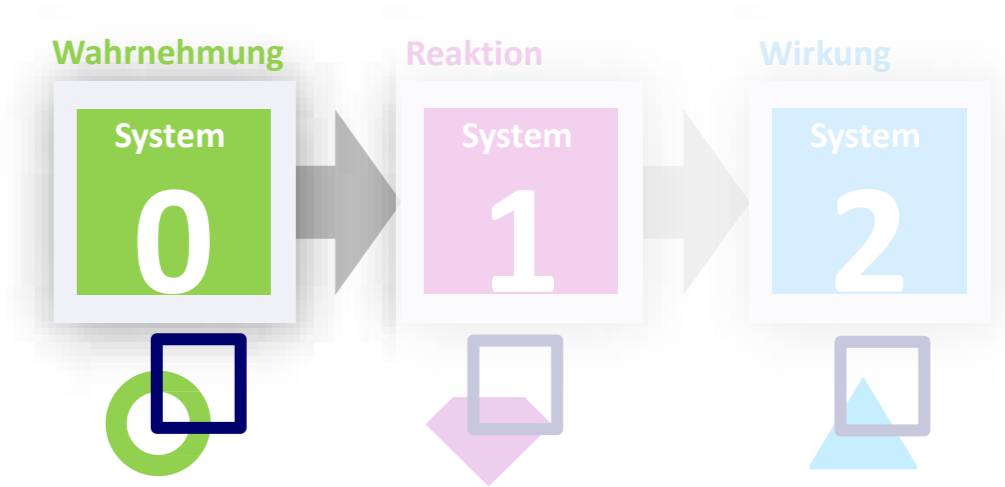 Wahrnehmung
System
0
Reaktion
System
1
Wirkung
System
2